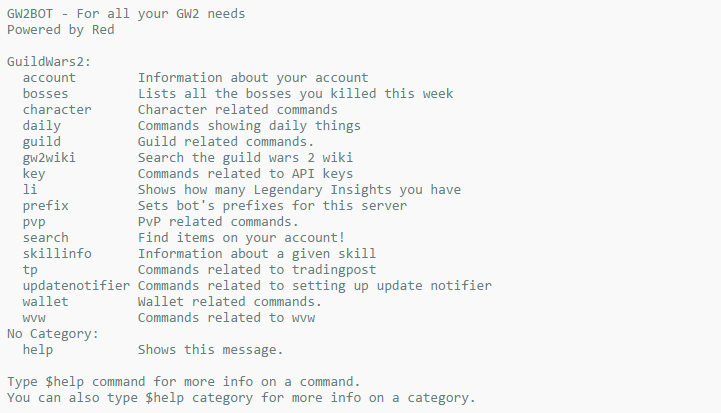 GW2BOT - For all your GW2 needs
Powered by Red
GuildWars2:
account Information about your account
bosses Lists all the bosses you killed this week
character Character related commands
daily Commands showing daily things
guild Guild related commands.
gw2wiki Search the guild wars 2 wiki
key Commands related to API keys
li Shows how many Legendary Insights you have
prefix Sets bot's prefixes for this server
pvp PvP related commands.
search Find items on your account!
skillinfo Information about a given skill
tp Commands related to tradingpost
updatenotifier Commands related to setting up update notifier
wallet Wallet related commands.
wvw Commands related to wvw
No Category:
help Shows this message.
Type $help command for more info on a command.
You can also type $help category for more info on a category.